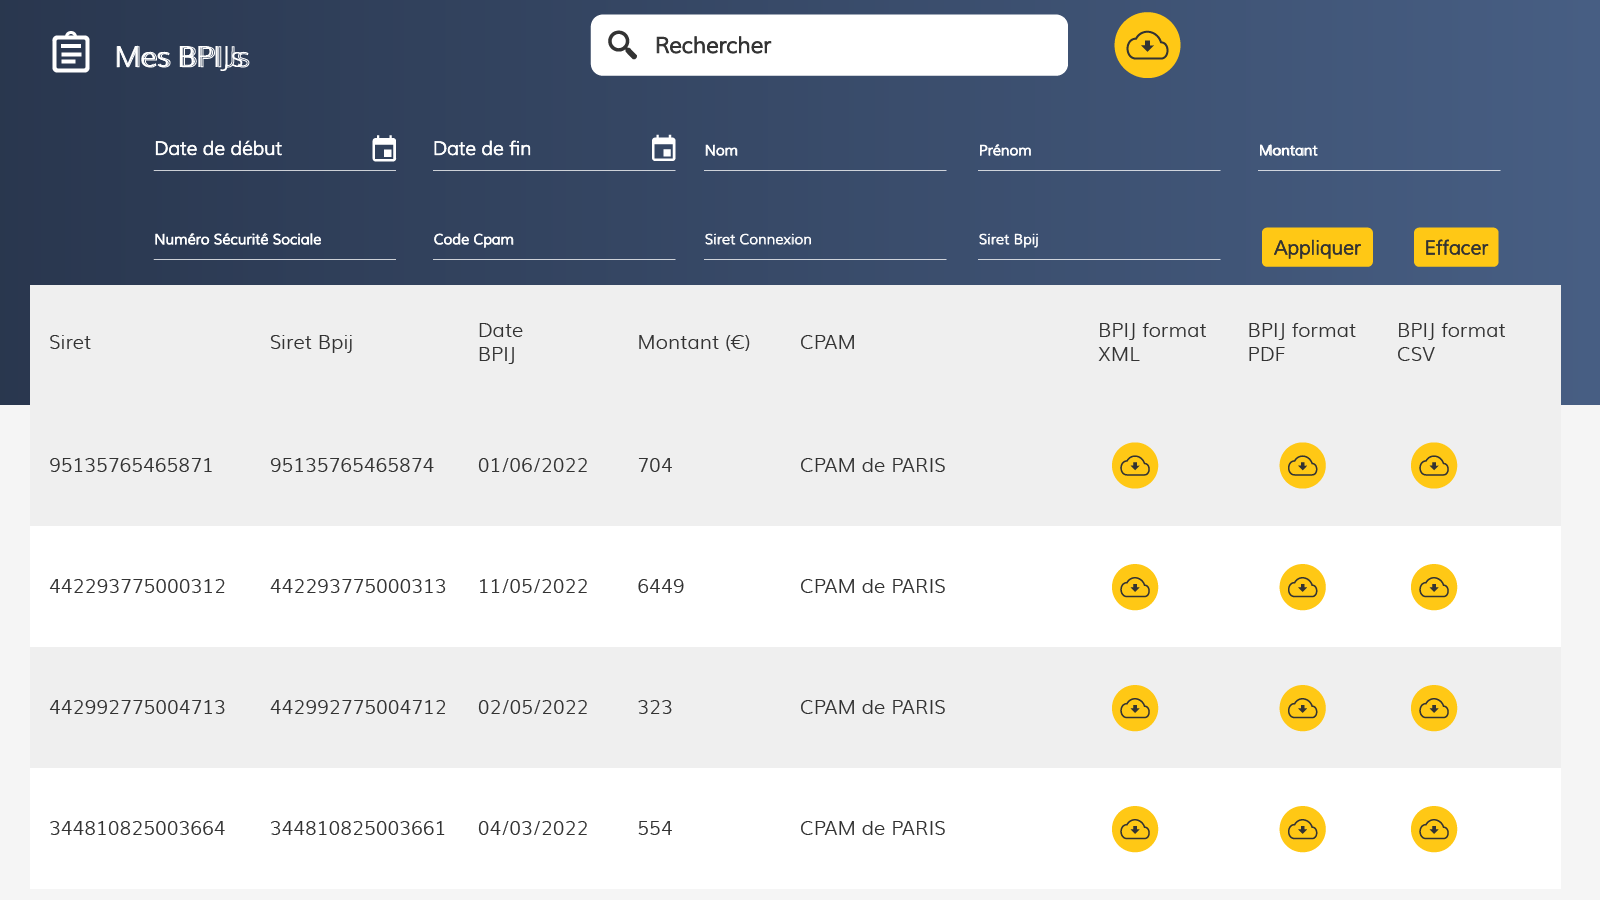 Mes BPIJs
Rechercher
Date de début
Date de fin
Nom
Prénom
Montant
Numéro Sécurité Sociale
Code Cpam
Siret Connexion
Siret Bpij
Appliquer
Effacer
Siret
Siret Bpij
Date
BPIJ
Montant (€)
CPAM
BPIJ format
XML
BPIJ format
PDF
BPIJ format
CSV
95135765465871
95135765465874
01/06/2022
704
CPAM de PARIS
442293775000312
442293775000313
11/05/2022
6449
CPAM de PARIS
442992775004713
442992775004712
02/05/2022
323
CPAM de PARIS
344810825003664
344810825003661
04/03/2022
554
CPAM de PARIS